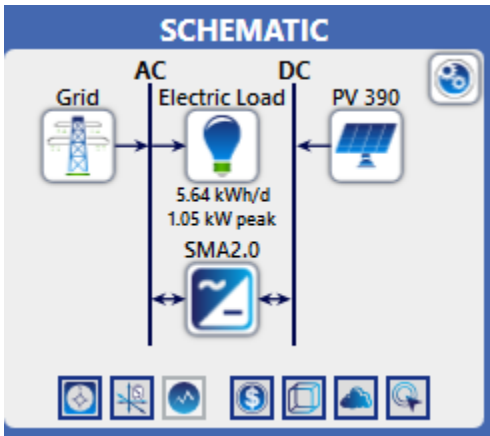 SCHEMATIC
AC DC
Grid Electric Load PV 390
5.64 kWh/d
1.05 kW peak
SMA2.0